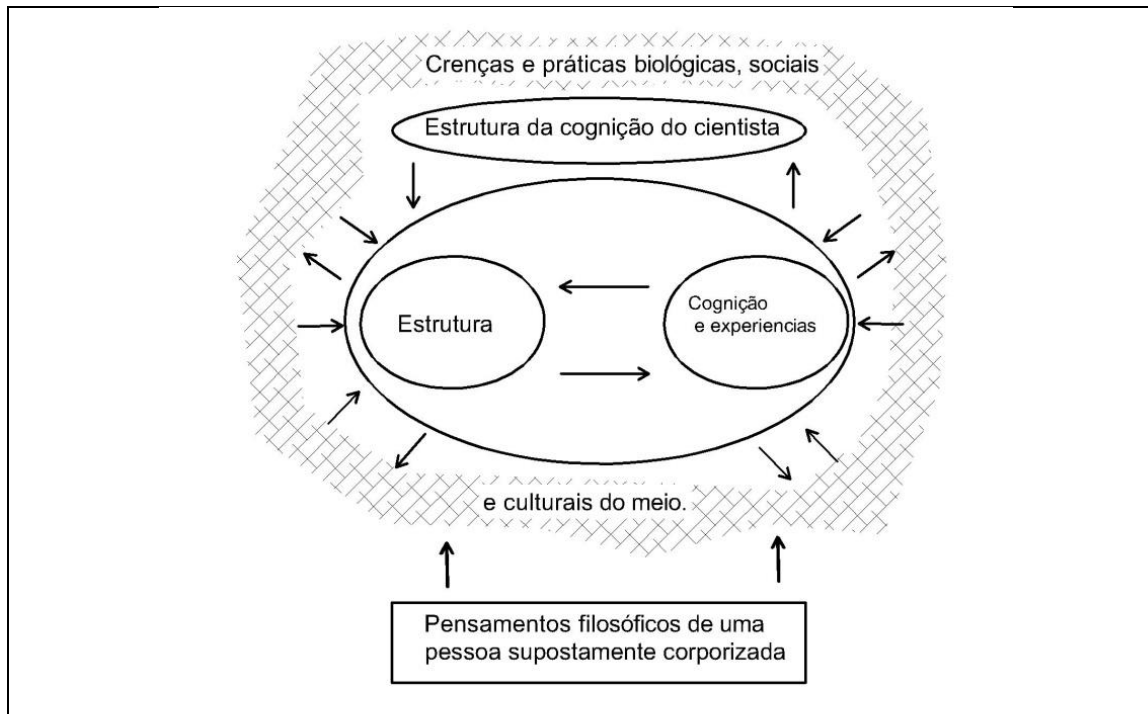 Crenças e práticas biológicas, sociais
Estrutura da cognição do cientista
Estrutura
Cognição
e experiencias
e culturais do meio.
Pensamentos filosóficos de uma
pessoa supostamente corporizada